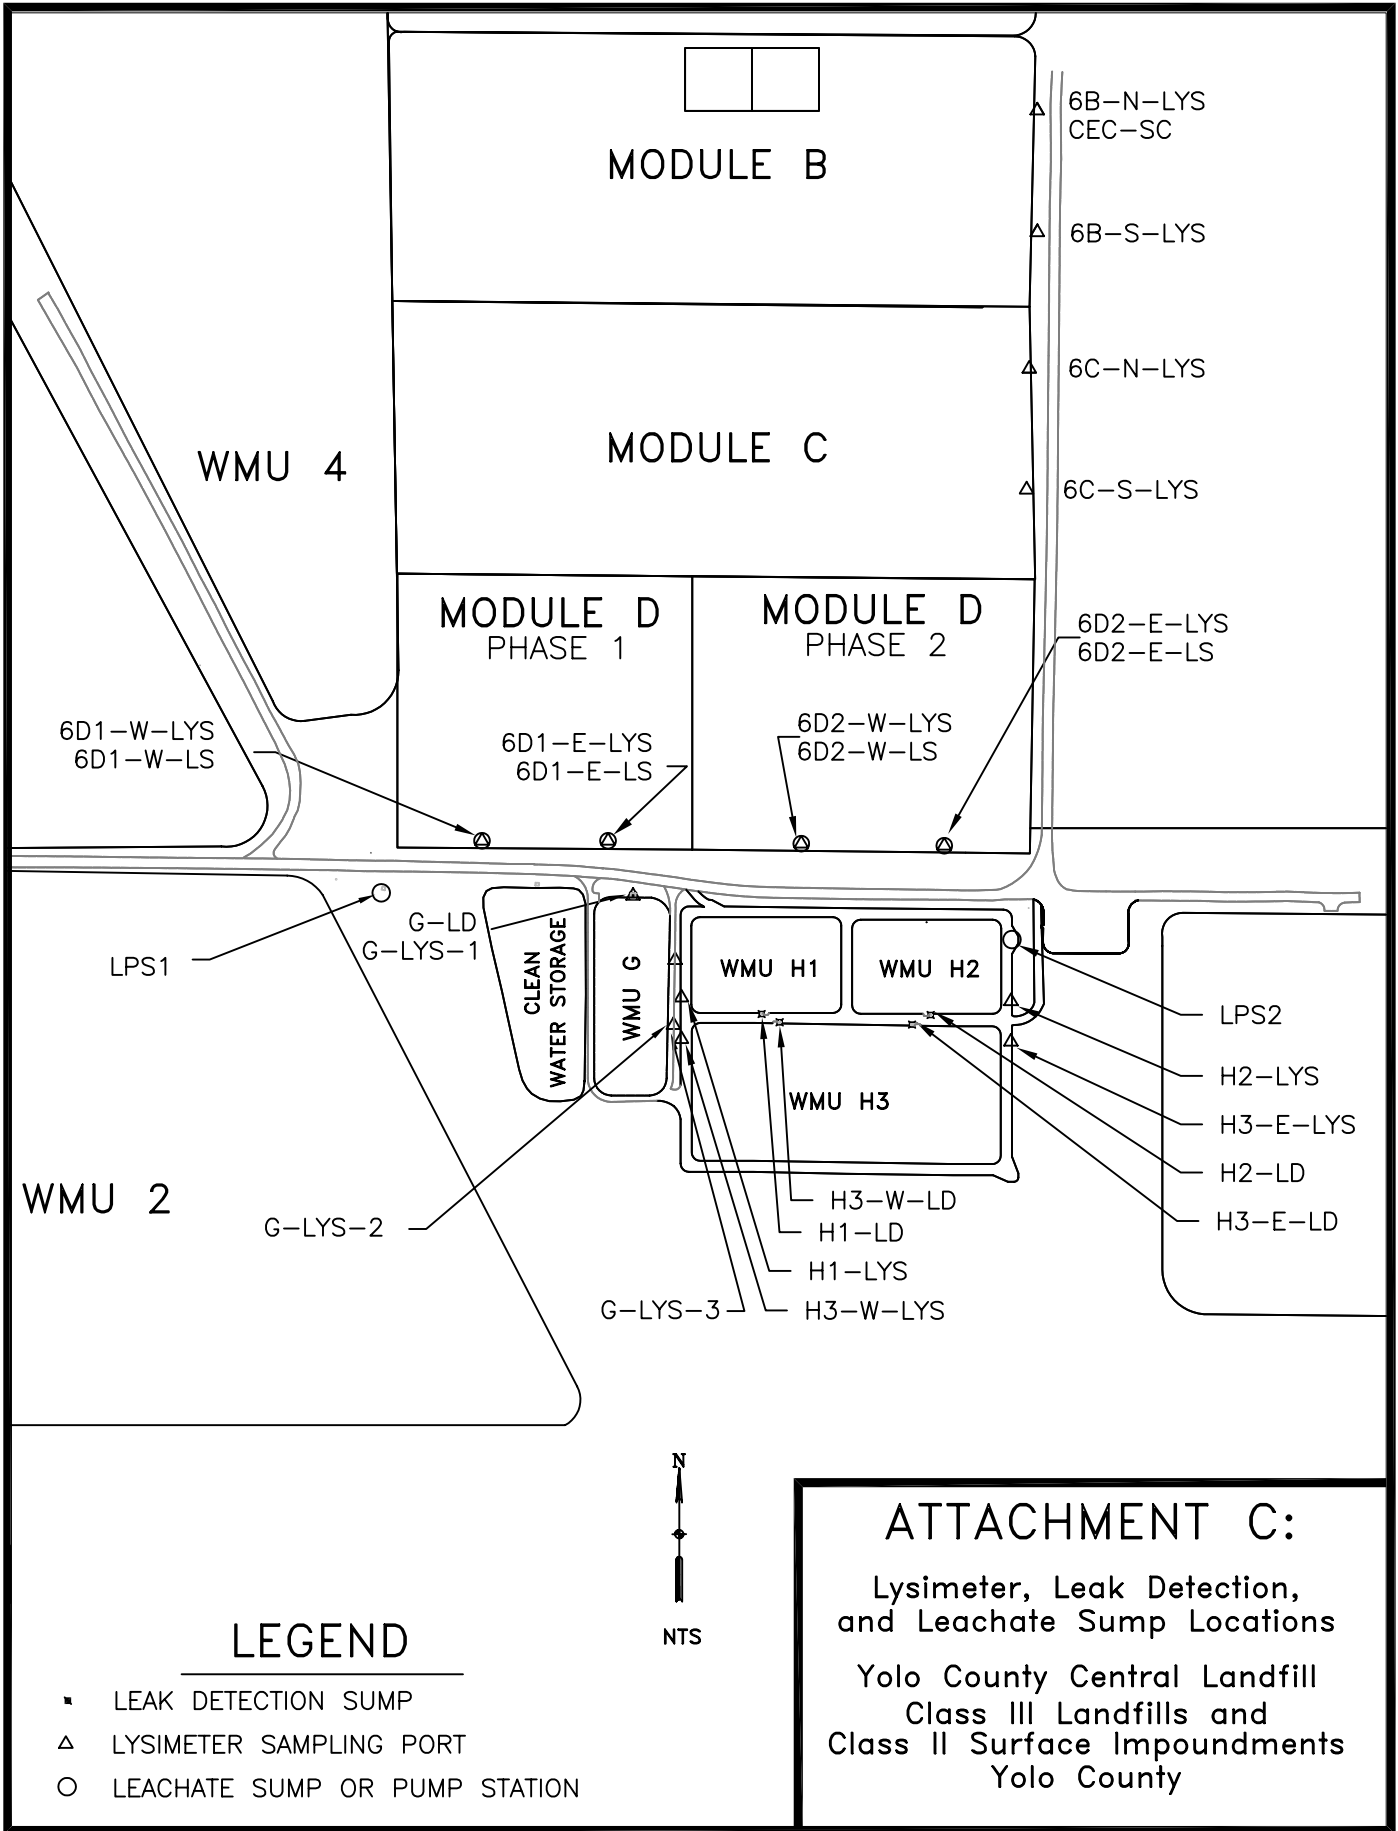 6B-N-LYS
CEC-SC
MODULE B
6B-S-LYS
6C-N-LYS
MODULE C
WMU 4
6C-S-LYS
MODULE D
PHASE 1
MODULE D
PHASE 2
6D2-E-LYS
6D2-E-LS
6D1-W-LYS
6D1-W-LS
6D1-E-LYS
6D1-E-LS
6D2-W-LYS
6D2-W-LS
G-LD
G-LYS-1
LPS1
CLEAN
WATER STORAGE
WMU G
WMU H1
WMU H2
LPS2
H2-LYS
WMU H3
H3-E-LYS
H2-LD
WMU 2
H3-W-LD
H3-E-LD
G-LYS-2
H1-LD
H1-LYS
G-LYS-3
H3-W-LYS
N
NTS
LEGEND
LEAK DETECTION SUMP
LYSIMETER SAMPLING PORT
LEACHATE SUMP OR PUMP STATION
ATTACHMENT C:
Lysimeter, Leak Detection,
and Leachate Sump Locations
Yolo County Central Landfill
Class III Landfills and
Class II Surface Impoundments
Yolo County